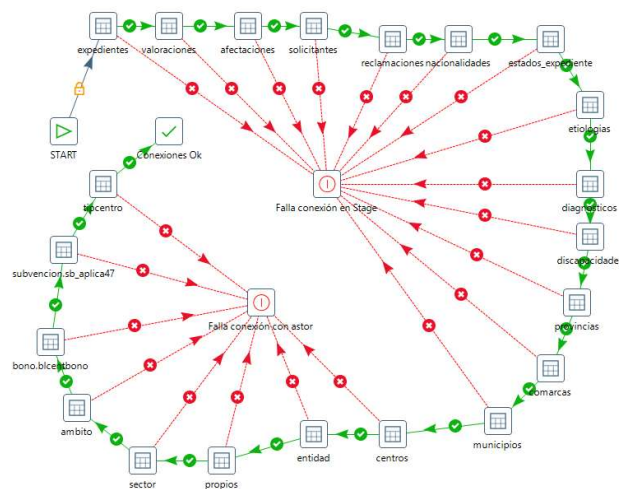 expedientes
valoraciones
afectaciones
solicitantes
reclamaciones
nacionalidades
estados_expediente
etiologias
START
Conexiones Ok
tipcentro
Falla conexión en Stage
diagnosticos
subvencion.sb_aplica47
discapacidade
Falla conexión con astor
provincias
bono.blcentbono
comarcas
ambito
municipios
entidad
centros
sector
propios